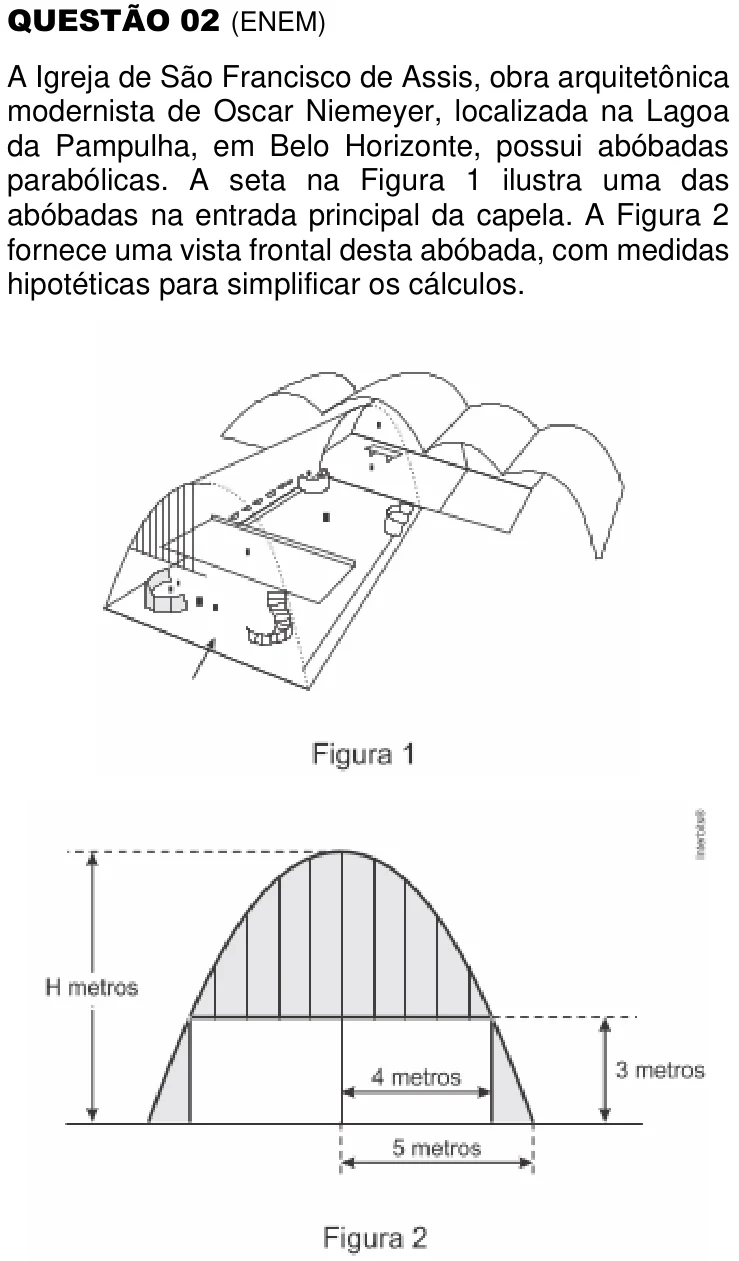 QUESTÃO 02 (ENEM)
A Igreja de São Francisco de Assis, obra arquitetônica
modernista de Oscar Niemeyer, localizada na Lagoa
da Pampulha, em Belo Horizonte, possui abóbadas
parabólicas. A seta na Figura 1 ilustra uma das
abóbadas na entrada principal da capela. A Figura 2
fornece uma vista frontal desta abóbada, com medidas
hipotéticas para simplificar os cálculos.
Figura 1
Interbits®
H metros
4 metros
3 metros
5 metros
Figura 2